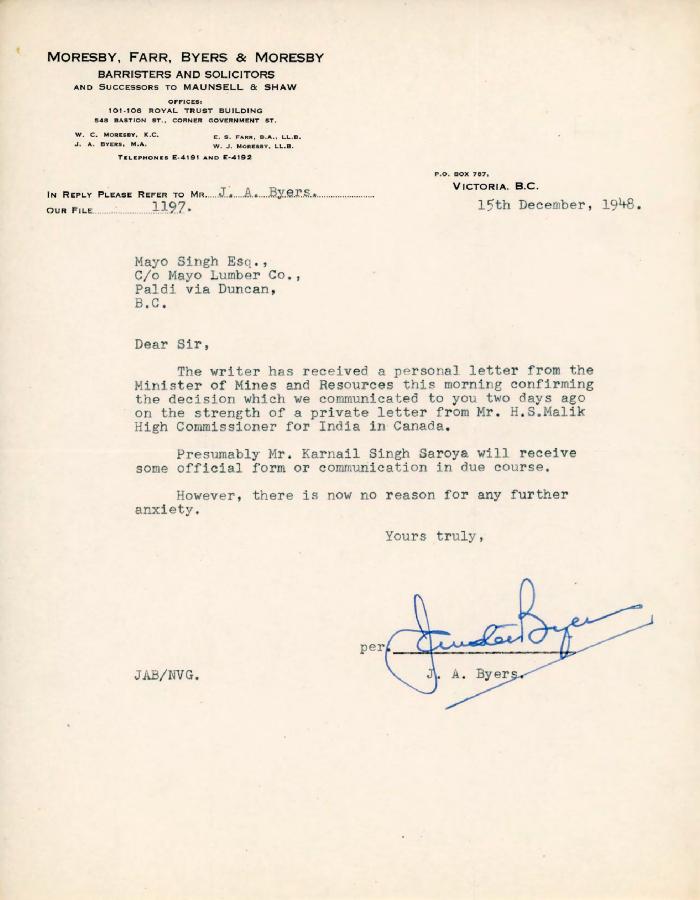 MORESBY, FARR, BYERS & MORESBY
BARRISTERS AND SOLICITORS
AND SUCCESSORS TO MAUNSELL & SHAW
OFFICES:
101-106 ROYAL TRUST BUILDING
548 BASTION ST., CORNER GOVERNMENT ST.
W. C. MORESBY, K.C.
J. A. BYERS, M.A.
E. S. FARR, B.A., LL.B.
W. J. MORESBY, LL.B.
TELEPHONES E-4191 AND E-4192
P.O. BOX 787,
VICTORIA, B.C.
IN REPLY PLEASE REFER TO MR. J. A. Byers.
OUR FILE 1197.
15th December, 1948.
Mayo Singh Esq.,
C/o Mayo Lumber Co.,
Paldi via Duncan,
B.C.
Dear Sir,
The writer has received a personal letter from the
Minister of Mines and Resources this morning confirming
the decision which we communicated to you two days ago
on the strength of a private letter from Mr. H.S.Malik
High Commissioner for India in Canada.
Presumably Mr. Karnail Singh Saroya will receive
some official form or communication in due course.
However, there is now no reason for any further
anxiety.
Yours truly,
per. Byers
J. A. Byers.
JAB/NVG.